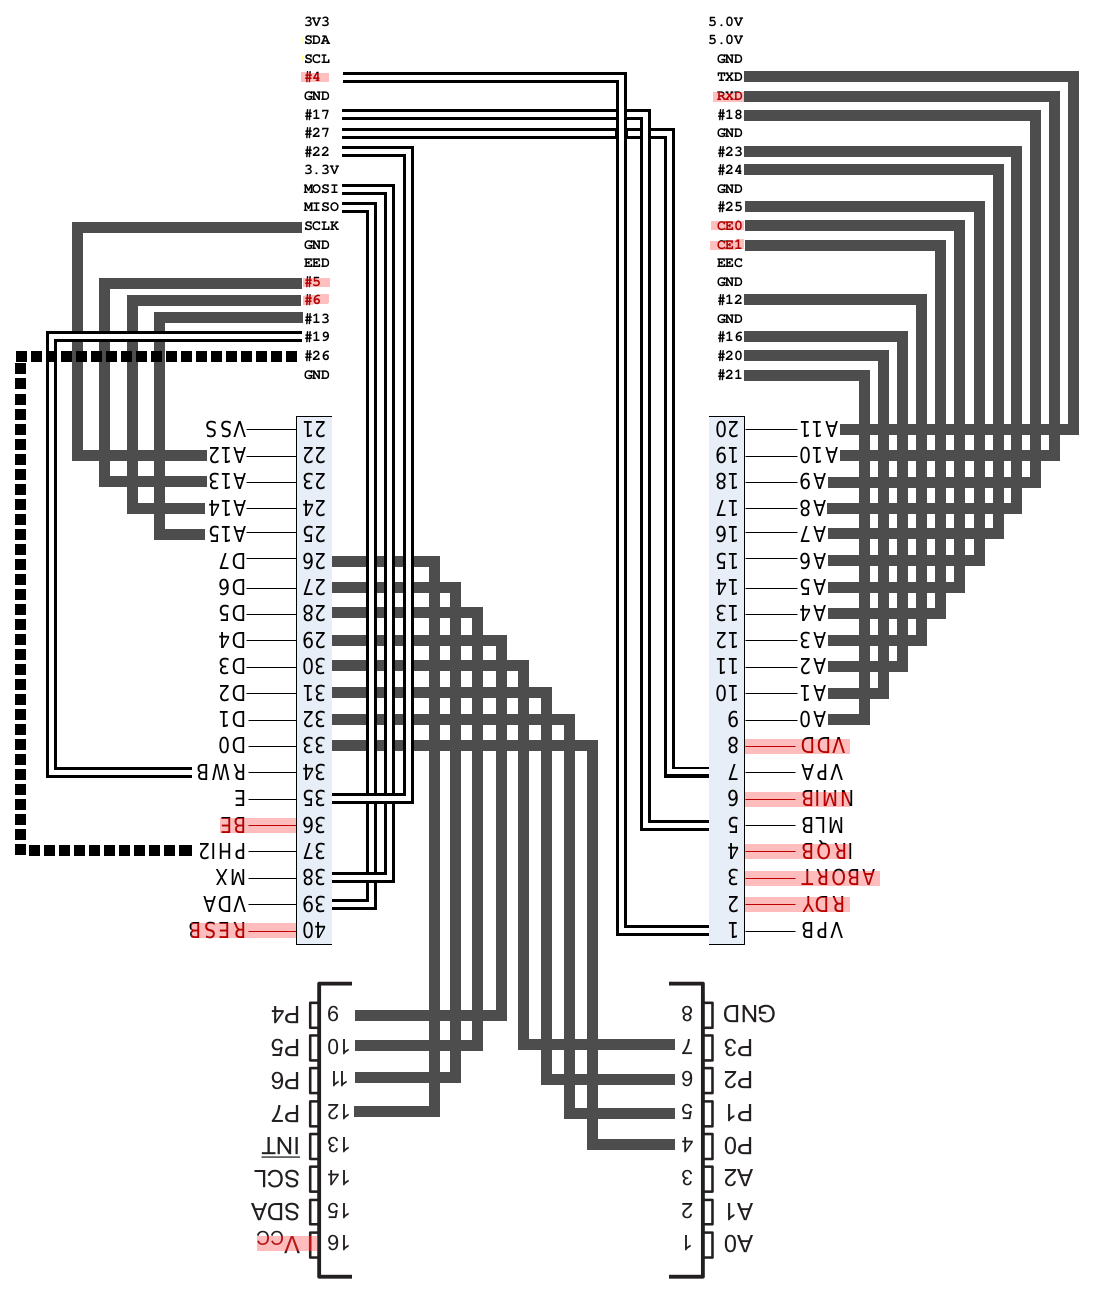 3V3 5.0V
SDA 5.0V
SCL GND
#4 TXD
GND RXD
#17 #18
#27 GND
#22 #23
3.3V #24
MOSI GND
MISO #25
SCLK CE0
GND CE1
EED EEC
#5 GND
#6 #12
#13 GND
#19 #16
#26 #20
GND #21
VSS 21 20 A11
A12 22 19 A10
A13 23 18 A9
A14 24 17 A8
A15 25 16 A7
D7 26 15 A6
D6 27 14 A5
D5 28 13 A4
D4 29 12 A3
D3 30 11 A2
D2 31 10 A1
D1 32 9 A0
D0 33 8 VDD
RWB 34 7 VPA
E 35 6 NMIB
BE 36 5 MLB
PHI2 37 4 IRQB
MX 38 3 ABORT
VDA 39 2 RDY
RESB 40 1 VPB
P4 9 8 GND
P5 10 7 P3
P6 11 6 P2
P7 12 5 P1
INT 13 4 P0
SCL 14 3 A2
SDA 15 2 A1
VCC 16 1 A0